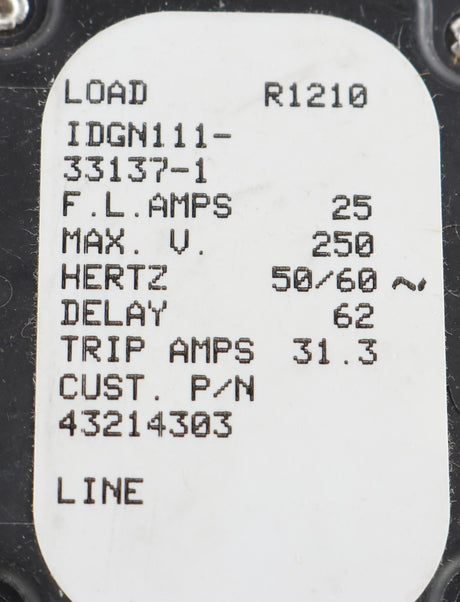 LOAD R1210
IDGN111-
33137-1
F.L.AMPS 25
MAX. V. 250
HERTZ 50/60 ~
DELAY 62
TRIP AMPS 31.3
CUST. P/N
43214303
LINE